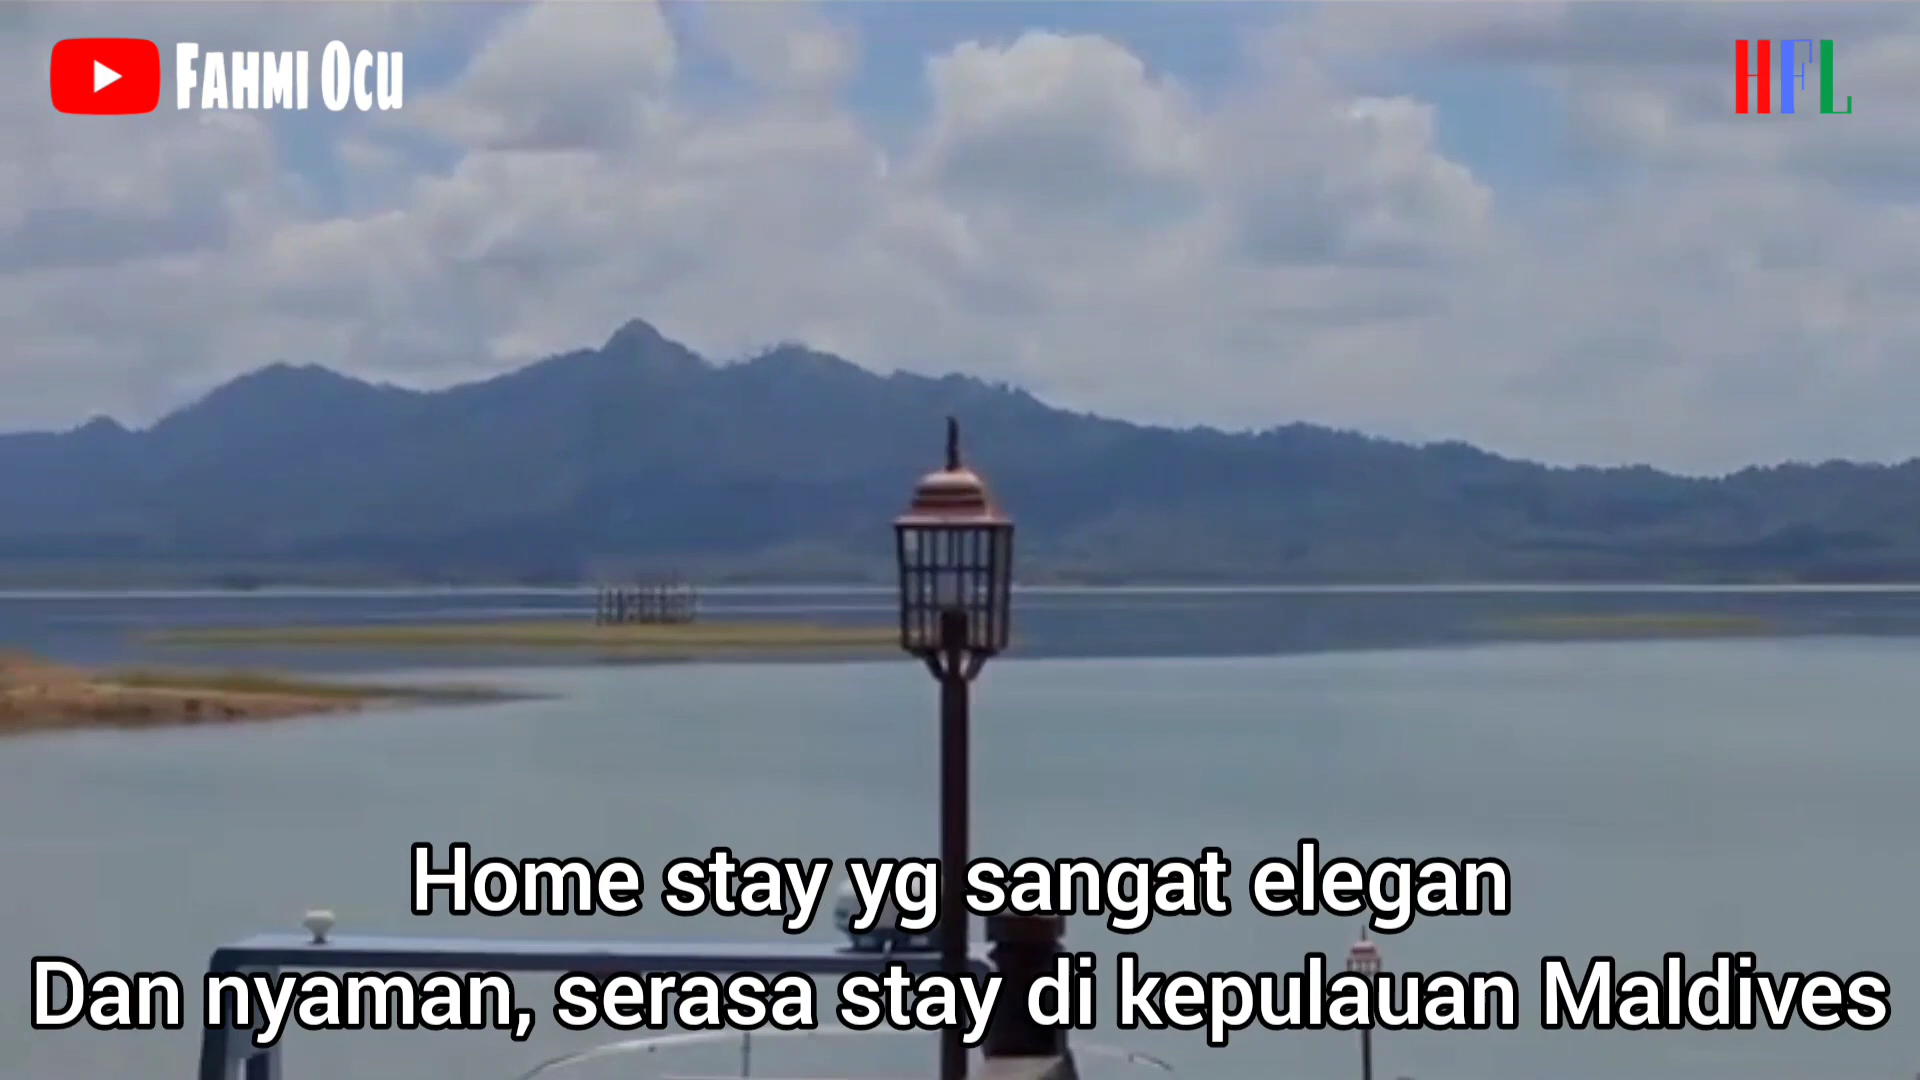 Fahmi Ocu
HFL
Home stay yg sangat elegan
Dan nyaman, serasa stay di kepulauan Maldives